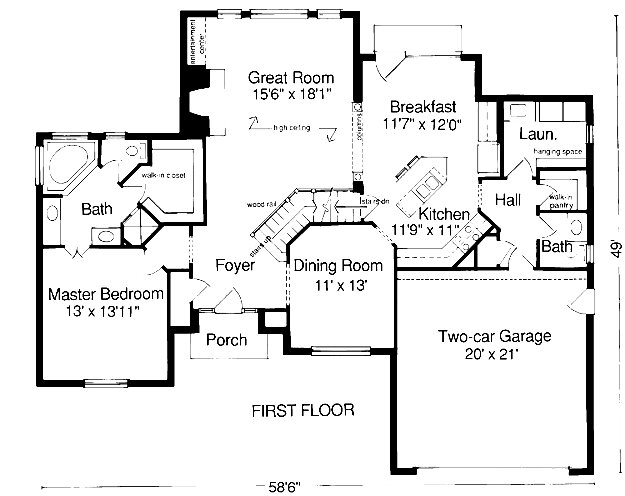 entertainment
center
Great Room
15'6" x 18'1"
high ceiling
columns
Breakfast
11'7" x 12'0"
Laun.
hanging space
walk-in closet
Bath
wood rail
stairs dn
stairs up
Kitchen
11'9" x 11'
Hall
walk-in
pantry
Bath
Foyer
Dining Room
11' x 13'
Master Bedroom
13' x 13'11"
Porch
Two-car Garage
20' x 21'
49'
FIRST FLOOR
58'6"